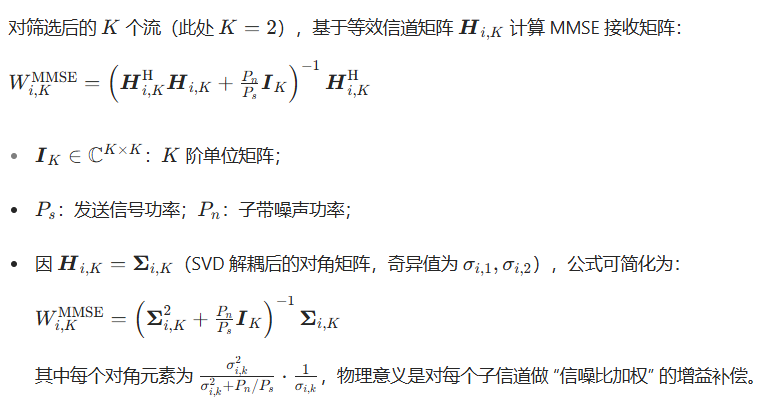 对筛选后的 $K$ 个流（此处 $K = 2$），基于等效信道矩阵 $\boldsymbol{H}_{i,K}$ 计算 MMSE 接收矩阵：
$W_{i,K}^{\mathrm{MMSE}} = \left( \boldsymbol{H}_{i,K}^{\mathrm{H}} \boldsymbol{H}_{i,K} + \frac{P_n}{P_s} \boldsymbol{I}_K \right)^{-1} \boldsymbol{H}_{i,K}^{\mathrm{H}}$
• $\boldsymbol{I}_K \in \mathbb{C}^{K \times K}$：$K$ 阶单位矩阵；
• $P_s$：发送信号功率；$P_n$：子带噪声功率；
• 因 $\boldsymbol{H}_{i,K} = \boldsymbol{\Sigma}_{i,K}$（SVD 解耦后的对角矩阵，奇异值为 $\sigma_{i,1}, \sigma_{i,2}$），公式可简化为：
$W_{i,K}^{\mathrm{MMSE}} = \left( \boldsymbol{\Sigma}_{i,K}^{2} + \frac{P_n}{P_s} \boldsymbol{I}_K \right)^{-1} \boldsymbol{\Sigma}_{i,K}$
其中每个对角元素为 $\frac{\sigma_{i,k}^{2}}{\sigma_{i,k}^{2} + P_n/P_s} \cdot \frac{1}{\sigma_{i,k}}$，物理意义是对每个子信道做 “信噪比加权” 的增益补偿。